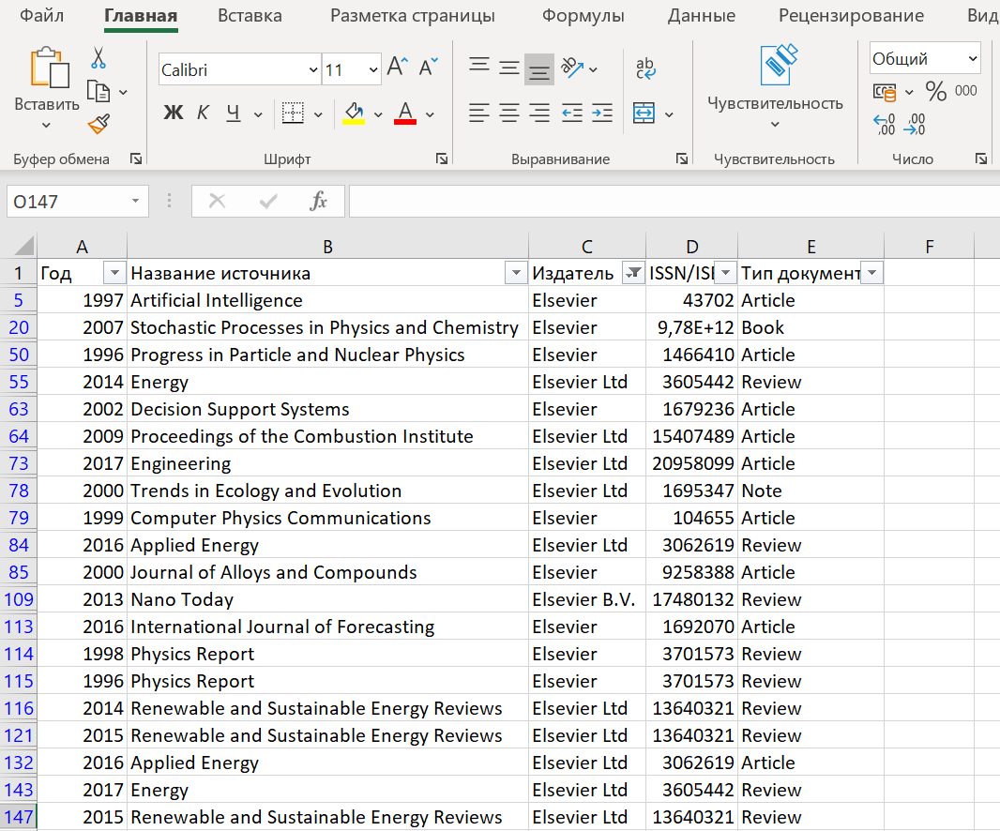 Файл Главная Вставка Разметка страницы Формулы Данные Рецензирование Вид
Calibri 11 A A ab c Общий
Вставить Ж К Ч A Чувствительность % 000
←0 ,00 ,00 →0
Буфер обмена Шрифт Выравнивание Чувствительность Число
O147 fx
A B C D E F
1 Год Название источника Издатель ISSN/ISI Тип документ
5 1997 Artificial Intelligence Elsevier 43702 Article
20 2007 Stochastic Processes in Physics and Chemistry Elsevier 9,78E+12 Book
50 1996 Progress in Particle and Nuclear Physics Elsevier 1466410 Article
55 2014 Energy Elsevier Ltd 3605442 Review
63 2002 Decision Support Systems Elsevier 1679236 Article
64 2009 Proceedings of the Combustion Institute Elsevier Ltd 15407489 Article
73 2017 Engineering Elsevier Ltd 20958099 Article
78 2000 Trends in Ecology and Evolution Elsevier Ltd 1695347 Note
79 1999 Computer Physics Communications Elsevier 104655 Article
84 2016 Applied Energy Elsevier Ltd 3062619 Review
85 2000 Journal of Alloys and Compounds Elsevier 9258388 Article
109 2013 Nano Today Elsevier B.V. 17480132 Review
113 2016 International Journal of Forecasting Elsevier 1692070 Article
114 1998 Physics Report Elsevier 3701573 Review
115 1996 Physics Report Elsevier 3701573 Review
116 2014 Renewable and Sustainable Energy Reviews Elsevier Ltd 13640321 Review
121 2015 Renewable and Sustainable Energy Reviews Elsevier Ltd 13640321 Review
132 2016 Applied Energy Elsevier Ltd 3062619 Article
143 2017 Energy Elsevier Ltd 3605442 Review
147 2015 Renewable and Sustainable Energy Reviews Elsevier Ltd 13640321 Review